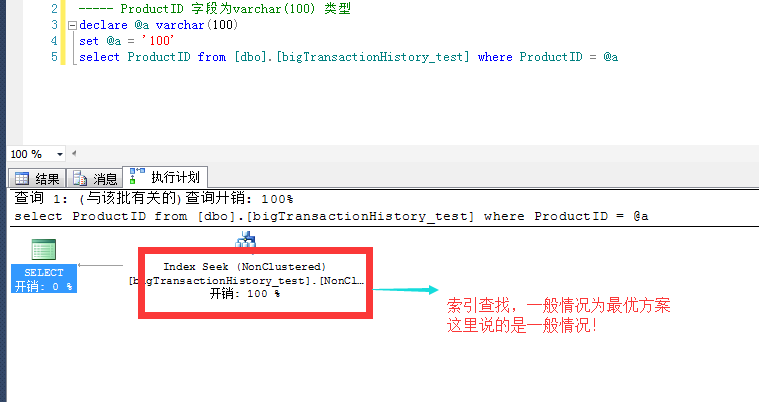 2
----- ProductID 字段为varchar(100) 类型
3
declare @a varchar(100)
4
set @a = '100'
5
select ProductID from [dbo].[bigTransactionHistory_test] where ProductID = @a
100 %
结果
消息
执行计划
查询 1: (与该批有关的)查询开销: 100%
select ProductID from [dbo].[bigTransactionHistory_test] where ProductID = @a
SELECT
开销: 0 %
Index Seek (NonClustered)
[bigTransactionHistory_test].[NonCl…
开销: 100 %
索引查找，一般情况为最优方案
这里说的是一般情况！